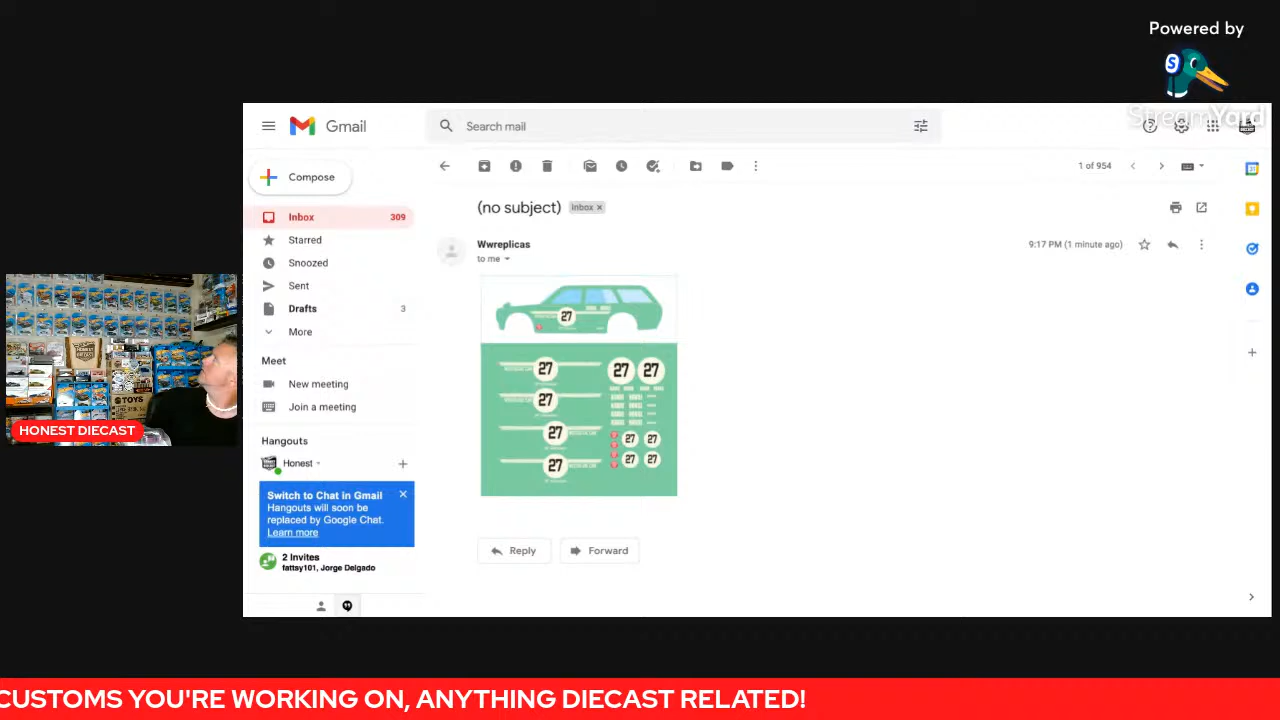 Powered by
StreamYard
Gmail
Search mail
Compose
1 of 954
Inbox 309
(no subject) Inbox x
Starred
Wwreplicas
9:17 PM (1 minute ago)
to me
Snoozed
Sent
Drafts 3
More
27
Meet
New meeting
27
27 27
Join a meeting
27
HONEST DIECAST
27
27 27
Hangouts
27
27 27
Honest
Switch to Chat in Gmail
Hangouts will soon be
replaced by Google Chat.
Learn more
2 Invites
fattsy101, Jorge Delgado
Reply
Forward
TOYS
CUSTOMS YOU'RE WORKING ON, ANYTHING DIECAST RELATED!